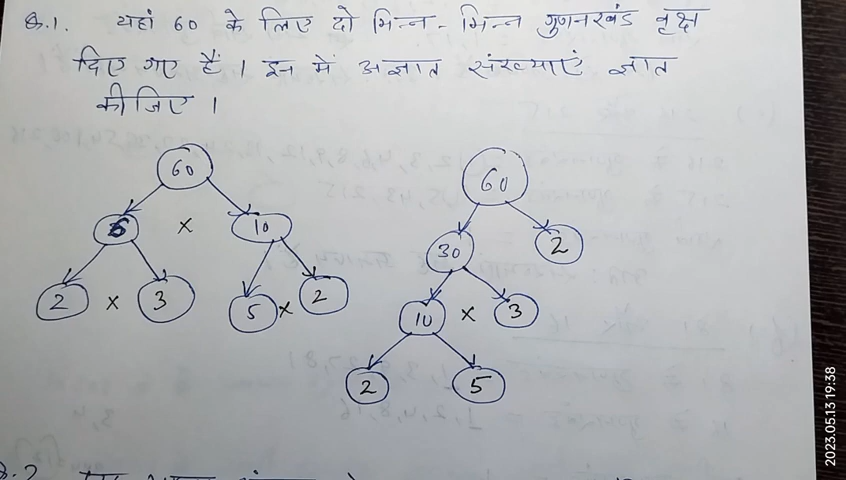 Q.1. यहां 60 के लिए दो भिन्न-भिन्न गुणनखंड वृक्ष
दिए गए हैं। इन में अज्ञात संख्याएं ज्ञात
कीजिए।
60 60
6 × 10 30 2
2 × 3 5 × 2 10 × 3
2 5
Q.2
2023.05.13 19:38